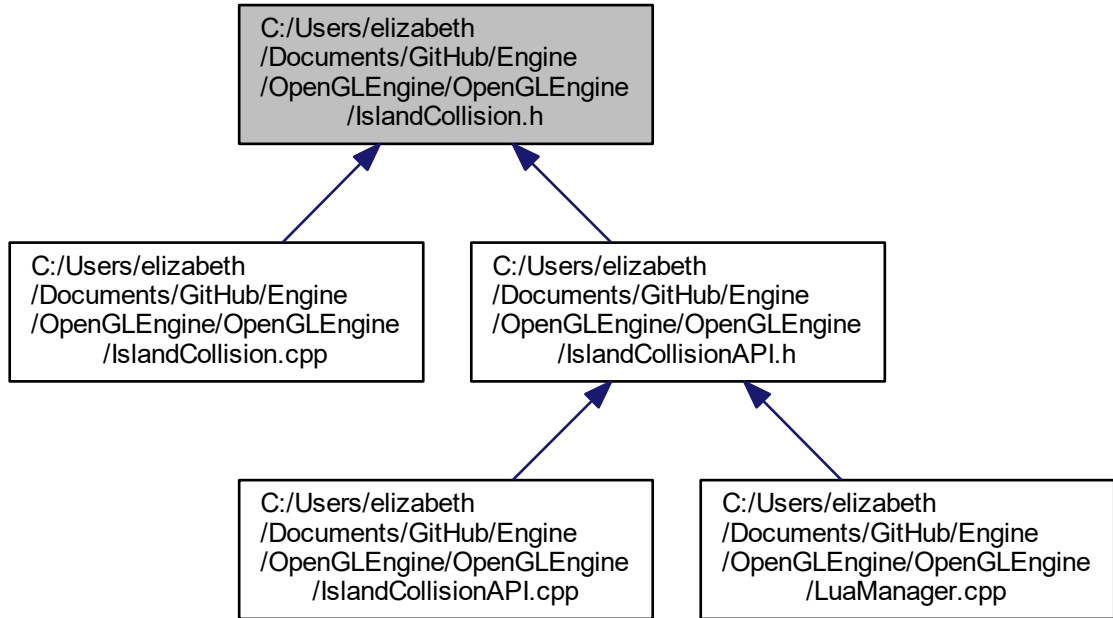 C:/Users/elizabeth
/Documents/GitHub/Engine
/OpenGLEngine/OpenGLEngine
/IslandCollision.h
C:/Users/elizabeth
/Documents/GitHub/Engine
/OpenGLEngine/OpenGLEngine
/IslandCollision.cpp
C:/Users/elizabeth
/Documents/GitHub/Engine
/OpenGLEngine/OpenGLEngine
/IslandCollisionAPI.h
C:/Users/elizabeth
/Documents/GitHub/Engine
/OpenGLEngine/OpenGLEngine
/IslandCollisionAPI.cpp
C:/Users/elizabeth
/Documents/GitHub/Engine
/OpenGLEngine/OpenGLEngine
/LuaManager.cpp